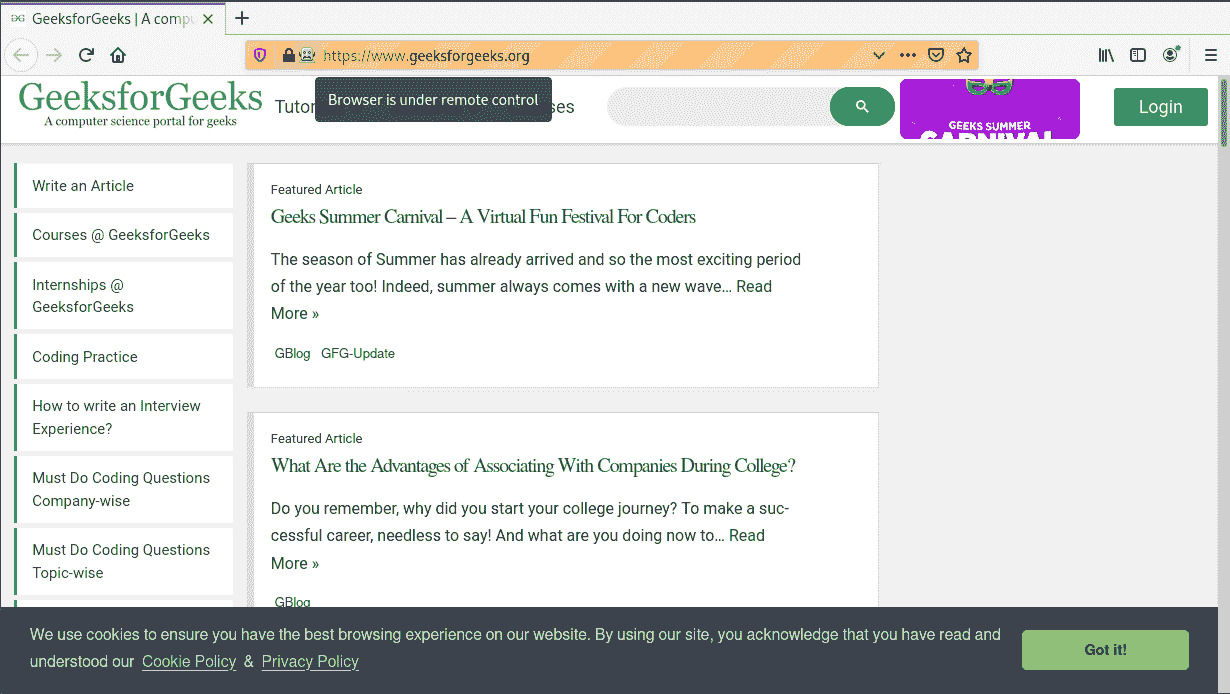 GeeksforGeeks | A comp
https://www.geeksforgeeks.org
GeeksforGeeks
A computer science portal for geeks
Tutor
Browser is under remote control
ses
GEEKS SUMMER
CARNIVAL
Login
Write an Article
Courses @ GeeksforGeeks
Internships @
GeeksforGeeks
Coding Practice
How to write an Interview
Experience?
Must Do Coding Questions
Company-wise
Must Do Coding Questions
Topic-wise
Featured Article
Geeks Summer Carnival – A Virtual Fun Festival For Coders
The season of Summer has already arrived and so the most exciting period
of the year too! Indeed, summer always comes with a new wave… Read
More »
GBlog GFG-Update
Featured Article
What Are the Advantages of Associating With Companies During College?
Do you remember, why did you start your college journey? To make a suc-
cessful career, needless to say! And what are you doing now to… Read
More »
GBlog
We use cookies to ensure you have the best browsing experience on our website. By using our site, you acknowledge that you have read and
understood our Cookie Policy & Privacy Policy
Got it!